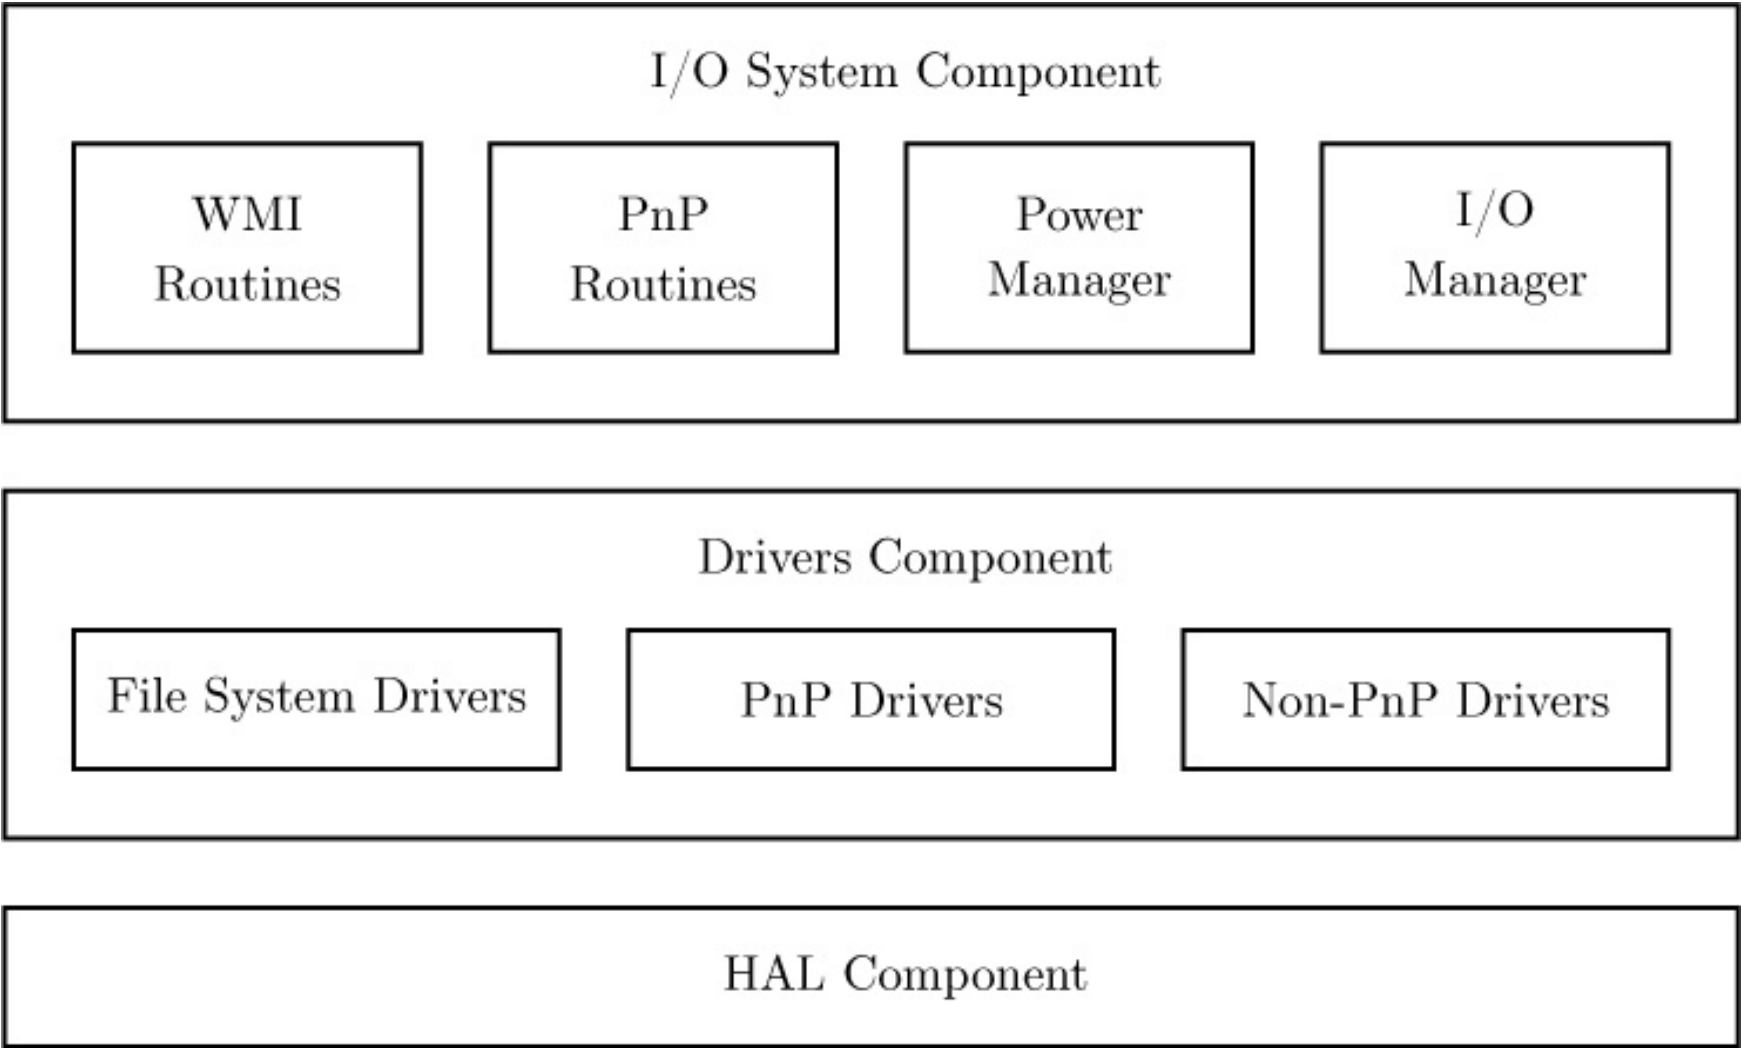 I/O System Component
WMI
Routines
PnP
Routines
Power
Manager
I/O
Manager
Drivers Component
File System Drivers
PnP Drivers
Non-PnP Drivers
HAL Component